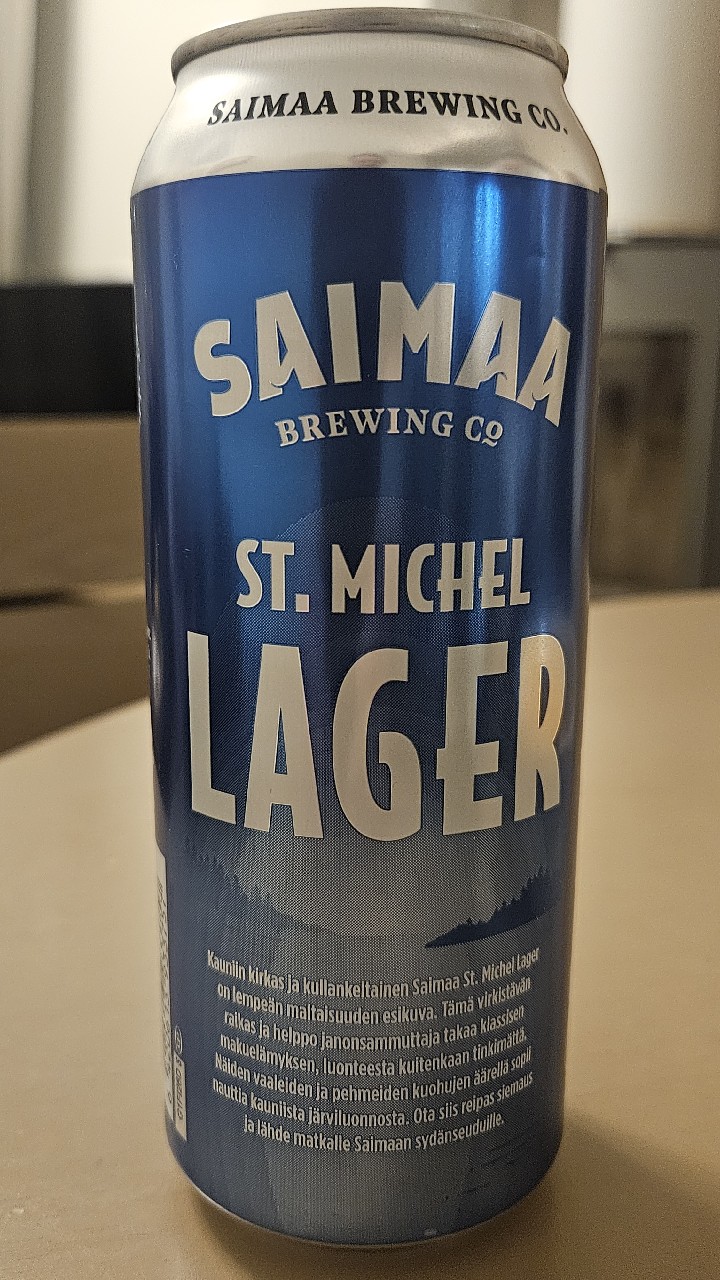 SAIMAA BREWING CO.
SAIMAA
BREWING Co
ST. MICHEL
LAGER
Kauniin kirkas ja kullankeltainen Saimaa St. Michel Lager
on lempeän maltaisuuden esikuva. Tämä virkistävän
raikas ja helppo janonsammuttaja takaa klassisen
makuelämyksen, luonteesta kuitenkaan tinkimättä.
Näiden vaaleiden ja pehmeiden kuohujen äärellä sopii
nauttia kauniista järviluonnosta. Ota siis reipas siemaus
ja lähde matkalle Saimaan sydänseuduille.